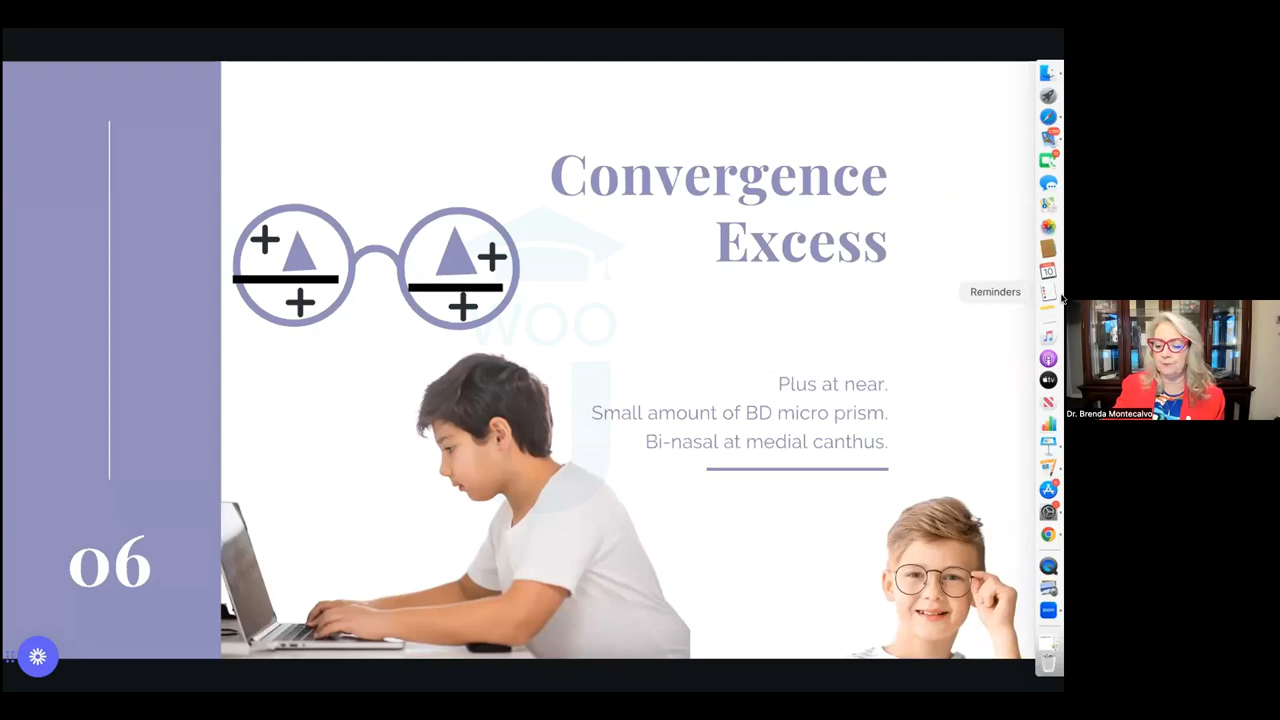 Convergence
Excess
WOO
Reminders
Plus at near.
Small amount of BD micro prism.
Bi-nasal at medial canthus.
Dr. Brenda Montecalvo
06